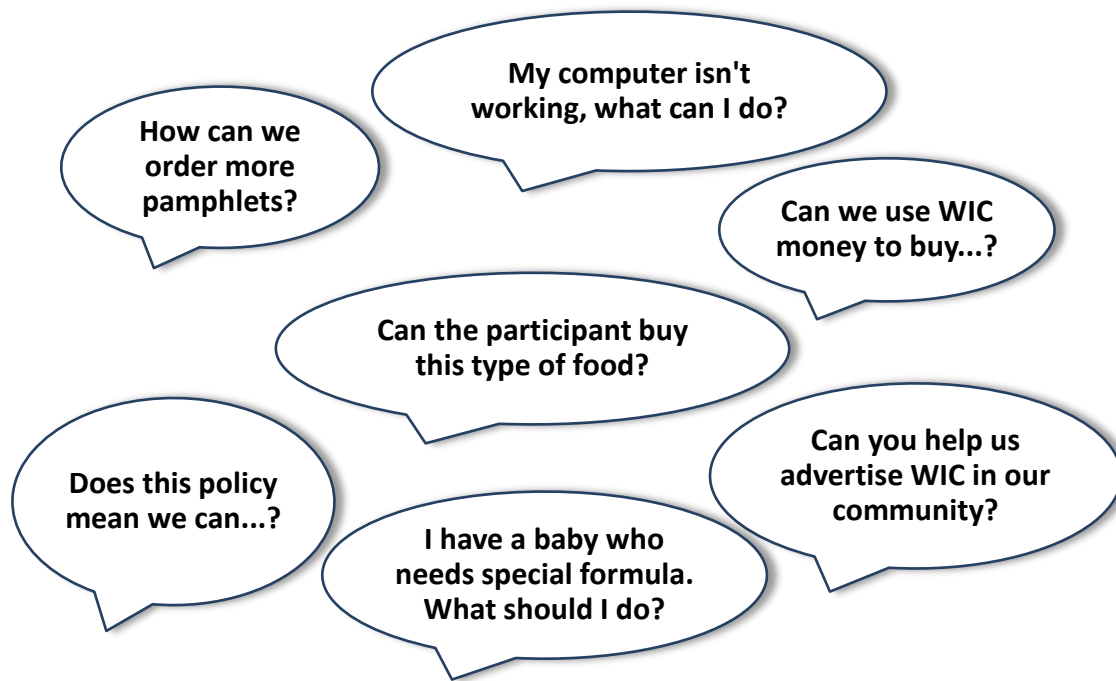 My computer isn't
working, what can I do?
How can we
order more
pamphlets?
Can we use WIC
money to buy...?
Can the participant buy
this type of food?
Can you help us
advertise WIC in our
community?
Does this policy
mean we can...?
I have a baby who
needs special formula.
What should I do?